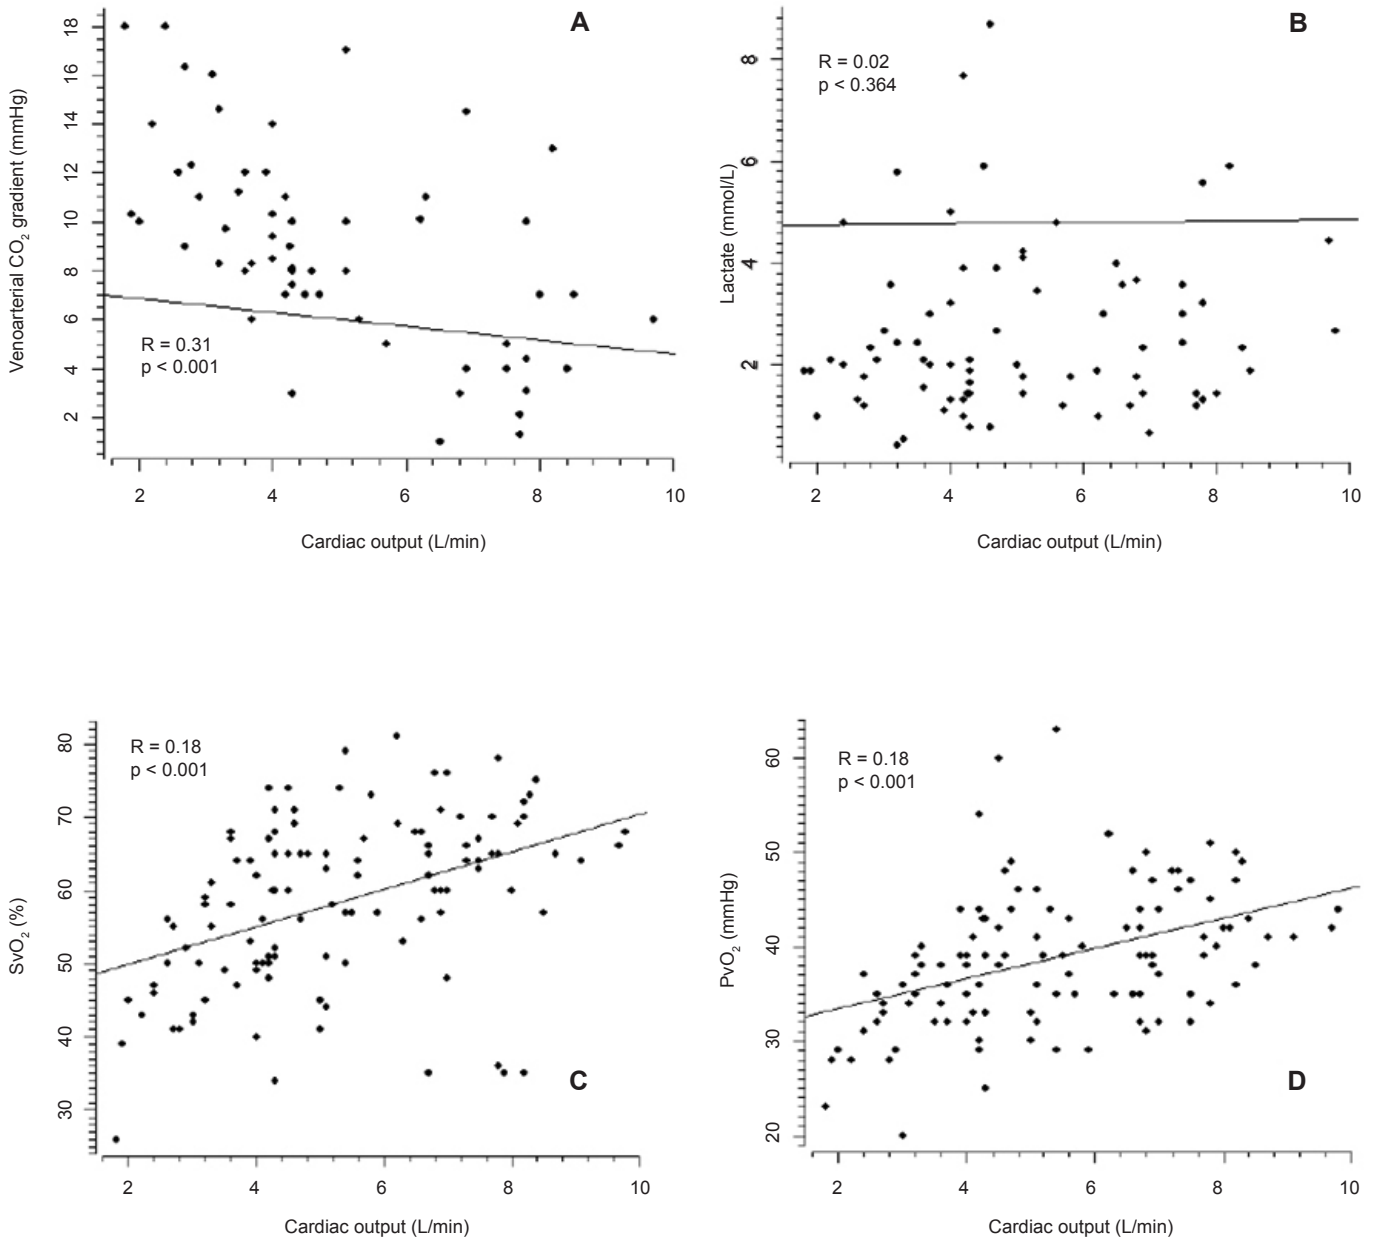 A
18
16
14
12
10
8
6
4
2
Venoarterial CO2 gradient (mmHg)
R = 0.31
p < 0.001
2 4 6 8 10
Cardiac output (L/min)
B
8
6
4
2
Lactate (mmol/L)
R = 0.02
p < 0.364
2 4 6 8 10
Cardiac output (L/min)
C
80
70
60
50
40
30
SvO2 (%)
R = 0.18
p < 0.001
2 4 6 8 10
Cardiac output (L/min)
D
60
50
40
30
20
PvO2 (mmHg)
R = 0.18
p < 0.001
2 4 6 8 10
Cardiac output (L/min)